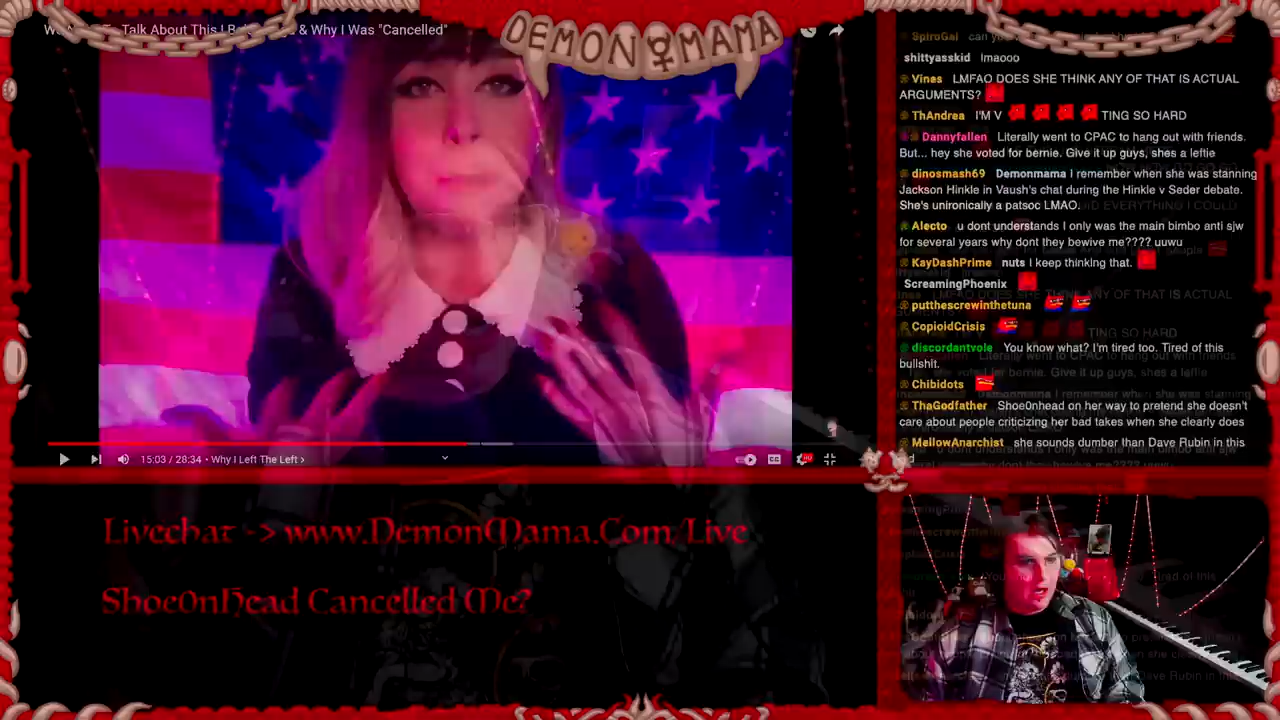 Talk About This
& Why I Was "Cancelled"
DEMON MAMA
SpiroGal can
shittyasskid lmaooo
Vines LMFAO DOES SHE THINK ANY OF THAT IS ACTUAL
ARGUMENTS?
ThAndrea I'M V TING SO HARD
Dannyfallen Literally went to CPAC to hang out with friends.
But... hey she voted for bernie. Give it up guys, shes a leftie
dinosmash69 Demonmama I remember when she was stanning
Jackson Hinkle in Vaush's chat during the Hinkle v Seder debate.
She's unironically a patsoc LMAO.
Alecto u dont understands I only was the main bimbo anti sjw
for several years why dont they bewive me???? uuwu
KayDashPrime nuts I keep thinking that.
ScreamingPhoenix
putthescrewinthetuna
CopioidCrisis
discordantvole You know what? I'm tired too. Tired of this
bullshit.
Chibidots
ThaGodfather Shoe0nhead on her way to pretend she doesn't
care about people criticizing her bad takes when she clearly does
MellowAnarchist she sounds dumber than Dave Rubin in this
15:03 / 28:34 • Why I Left The Left ›
Livechat -> www.DemonMama.Com/Live
Shoe0nHead Cancelled Me?